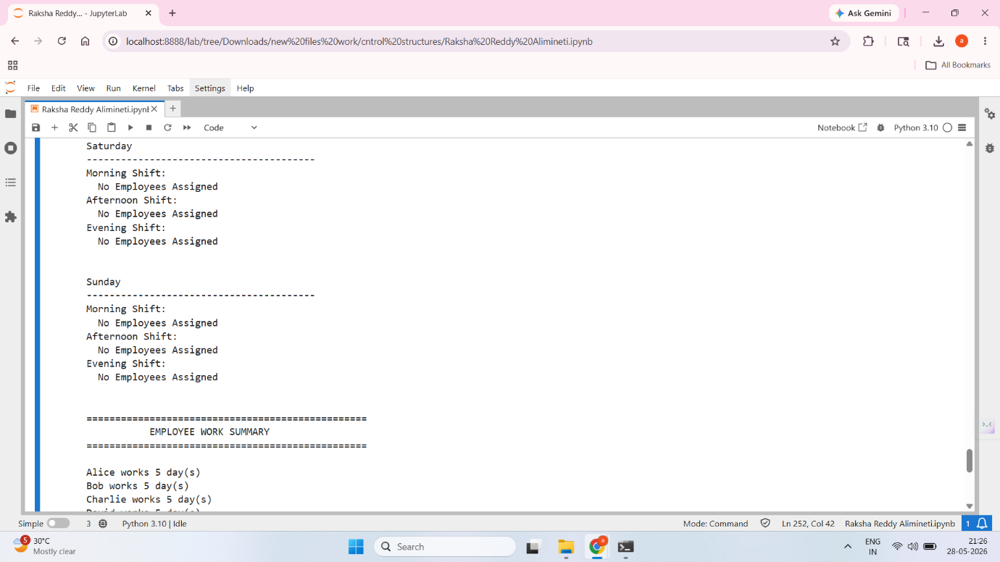 Raksha Reddy... - JupyterLab
Ask Gemini
localhost:8888/lab/tree/Downloads/new%20files%20work/cntrol%20structures/Raksha%20Reddy%20Alimineti.ipynb
a
All Bookmarks
File Edit View Run Kernel Tabs Settings Help
Raksha Reddy Alimineti.ipynb
Code
Notebook
Python 3.10
Saturday
----------------------------------------
Morning Shift:
No Employees Assigned
Afternoon Shift:
No Employees Assigned
Evening Shift:
No Employees Assigned
Sunday
----------------------------------------
Morning Shift:
No Employees Assigned
Afternoon Shift:
No Employees Assigned
Evening Shift:
No Employees Assigned
=================================================
EMPLOYEE WORK SUMMARY
=================================================
Alice works 5 day(s)
Bob works 5 day(s)
Charlie works 5 day(s)
David works 5 day(s)
Simple 3 Python 3.10 | Idle
Mode: Command Ln 252, Col 42 Raksha Reddy Alimineti.ipynb 1
5
30°C
Mostly clear
Search
a
ENG
IN
21:26
28-05-2026